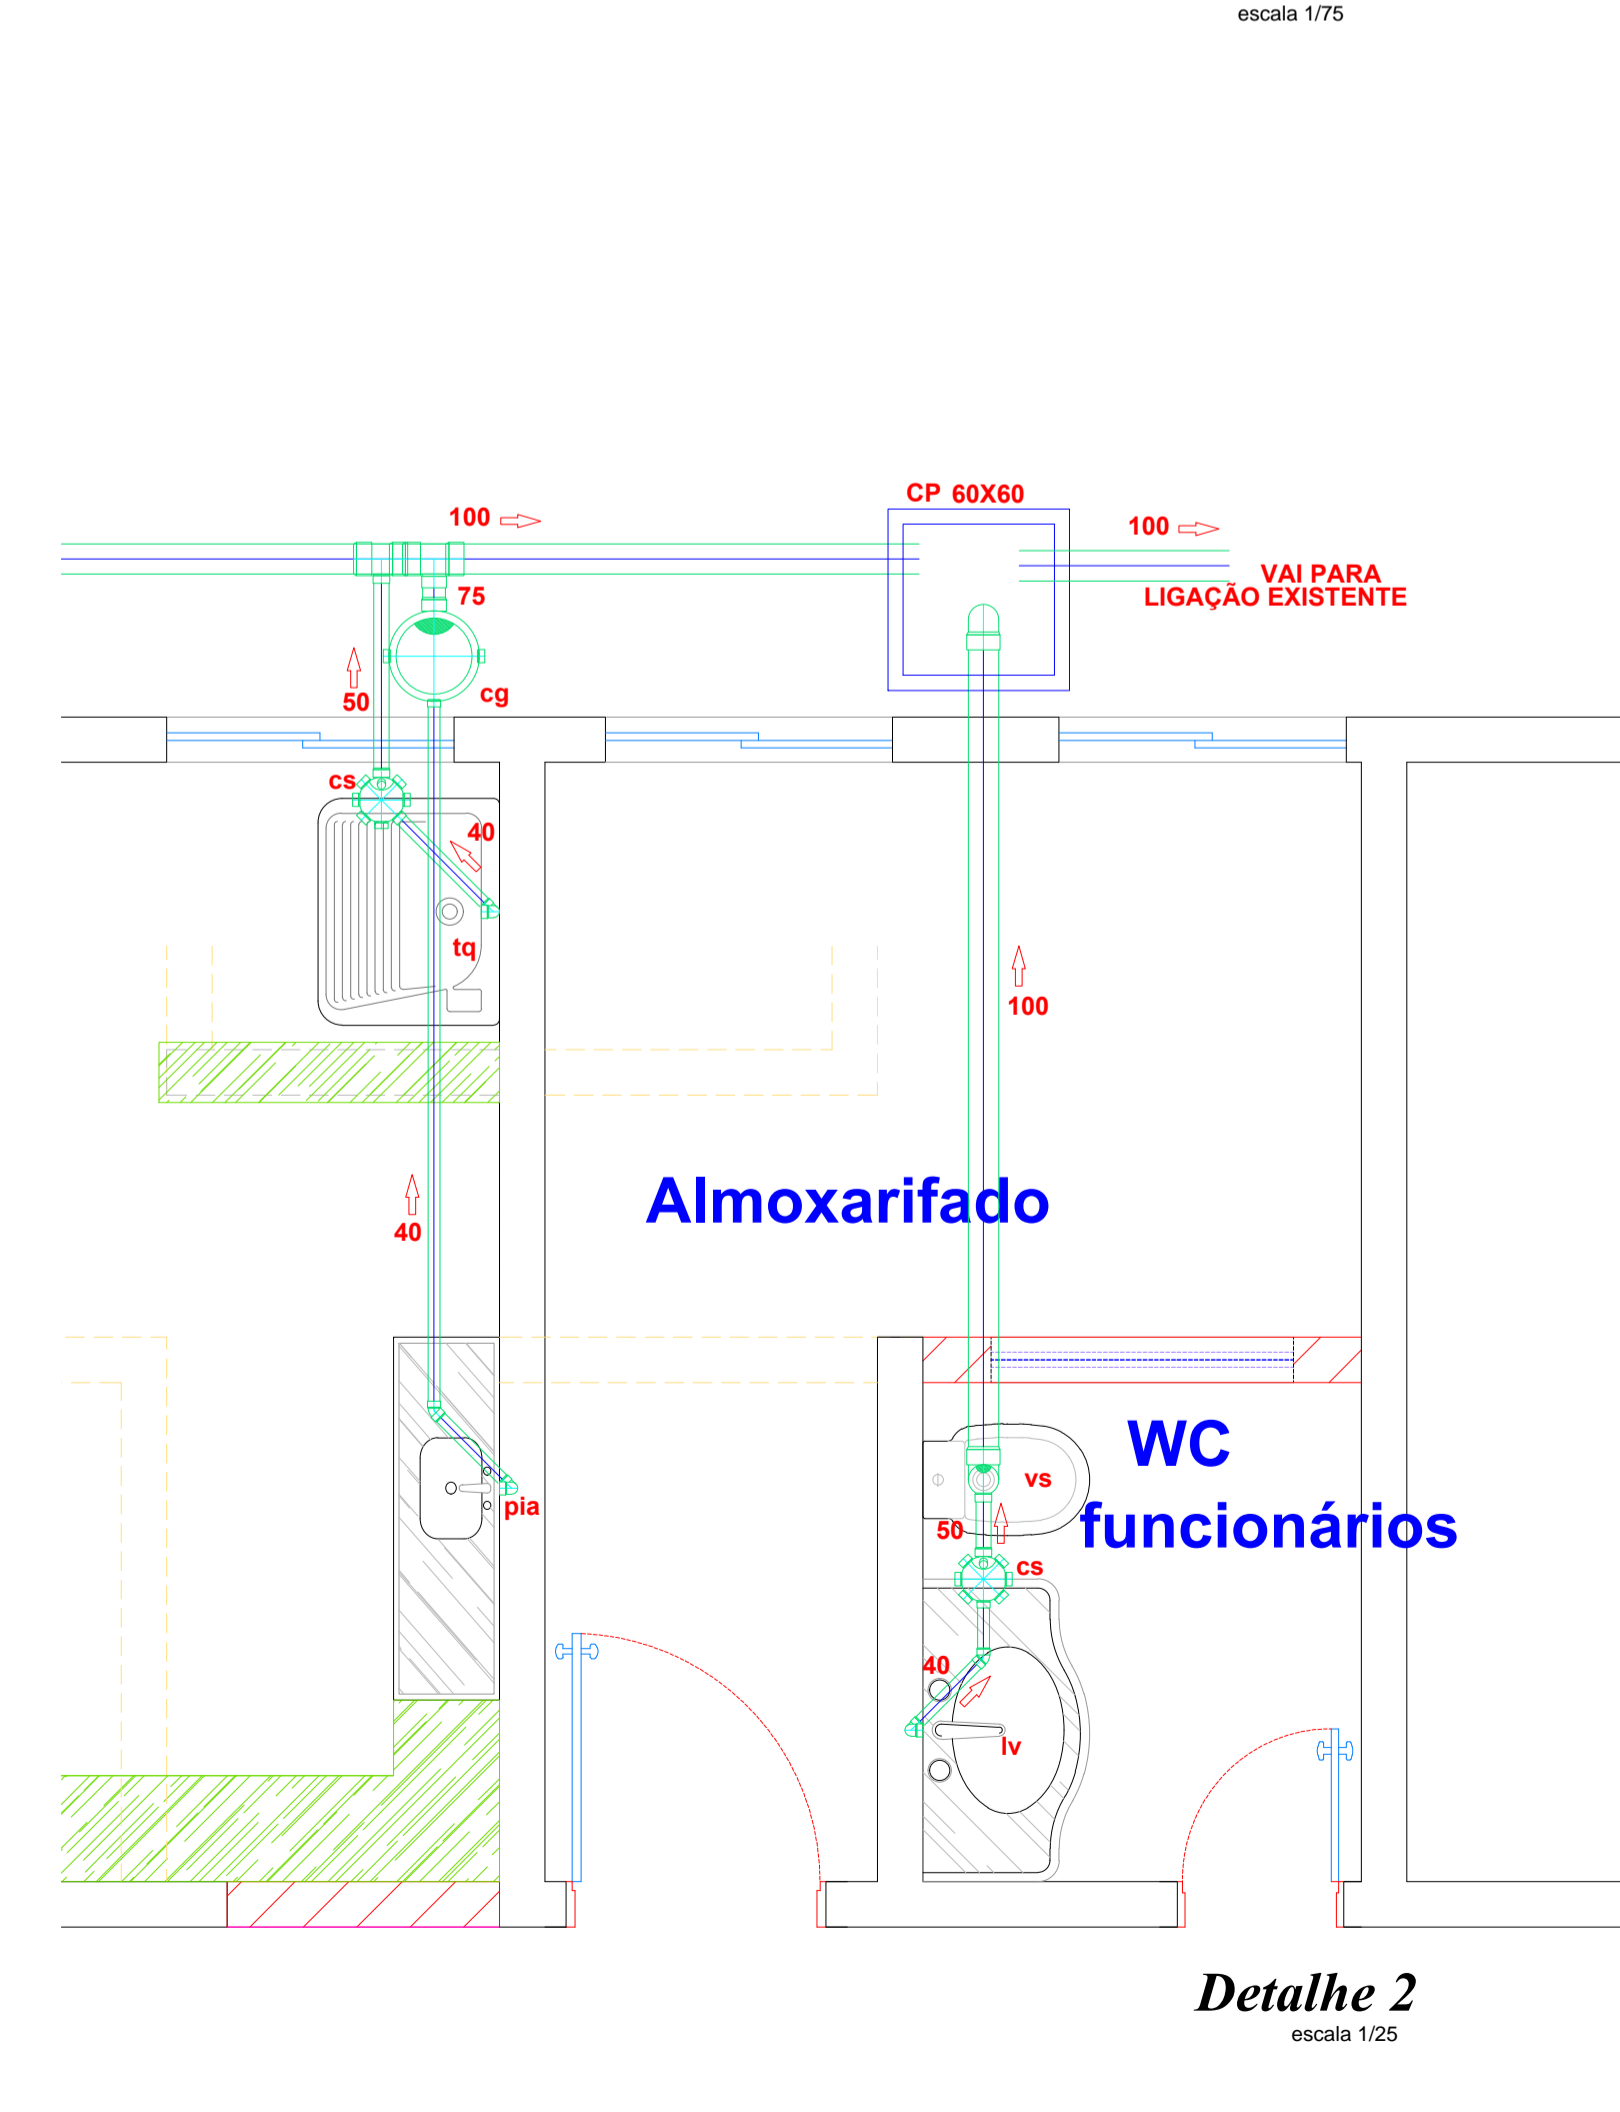 escala 1/75
CP 60X60
100
100
VAI PARA
LIGAÇÃO EXISTENTE
75
cg
50
cs
40
tq
100
Almoxarifado
40
WC
funcionários
vs
pia
50
cs
40
lv
Detalhe 2
escala 1/25